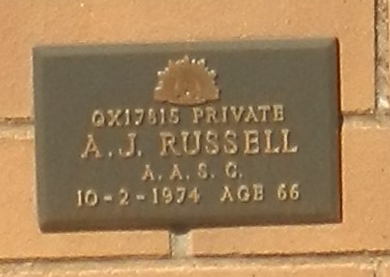 QX17815 PRIVATE
A.J. RUSSELL
A.A.S.C.
10-2-1974 AGE 66